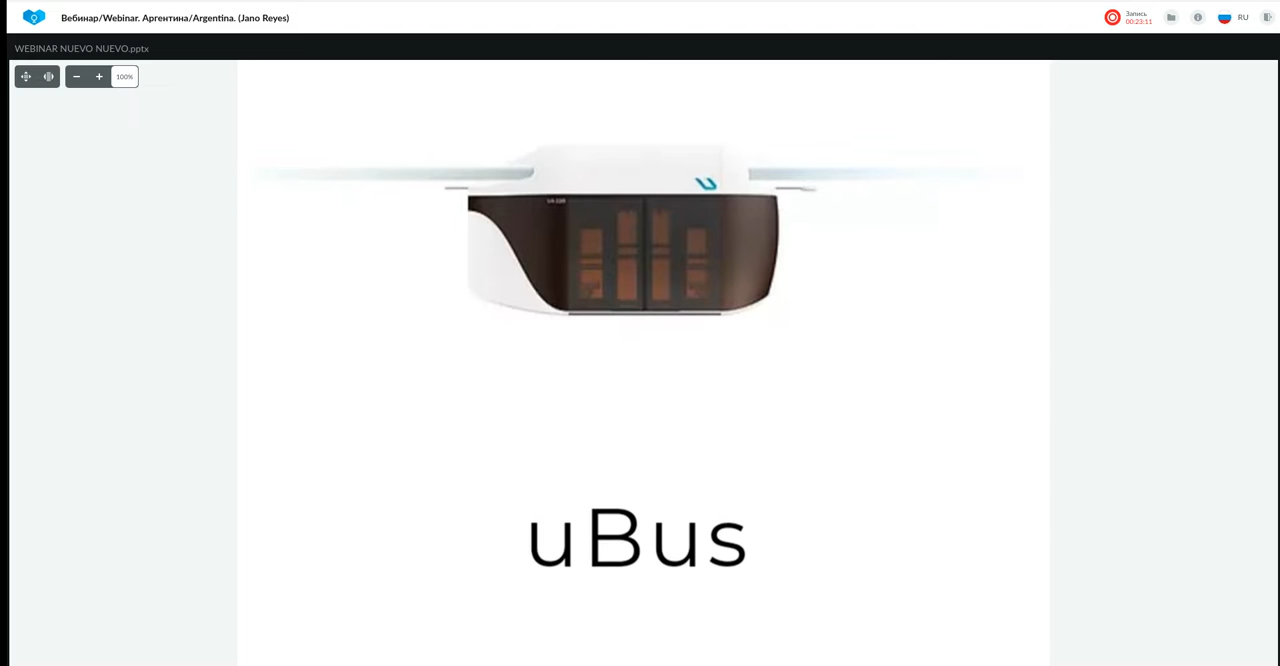 Вебинар/Webinar. Аргентина/Argentina. (Jano Reyes)
Запись
00:23:11
RU
WEBINAR NUEVO NUEVO.pptx
100%
uBus